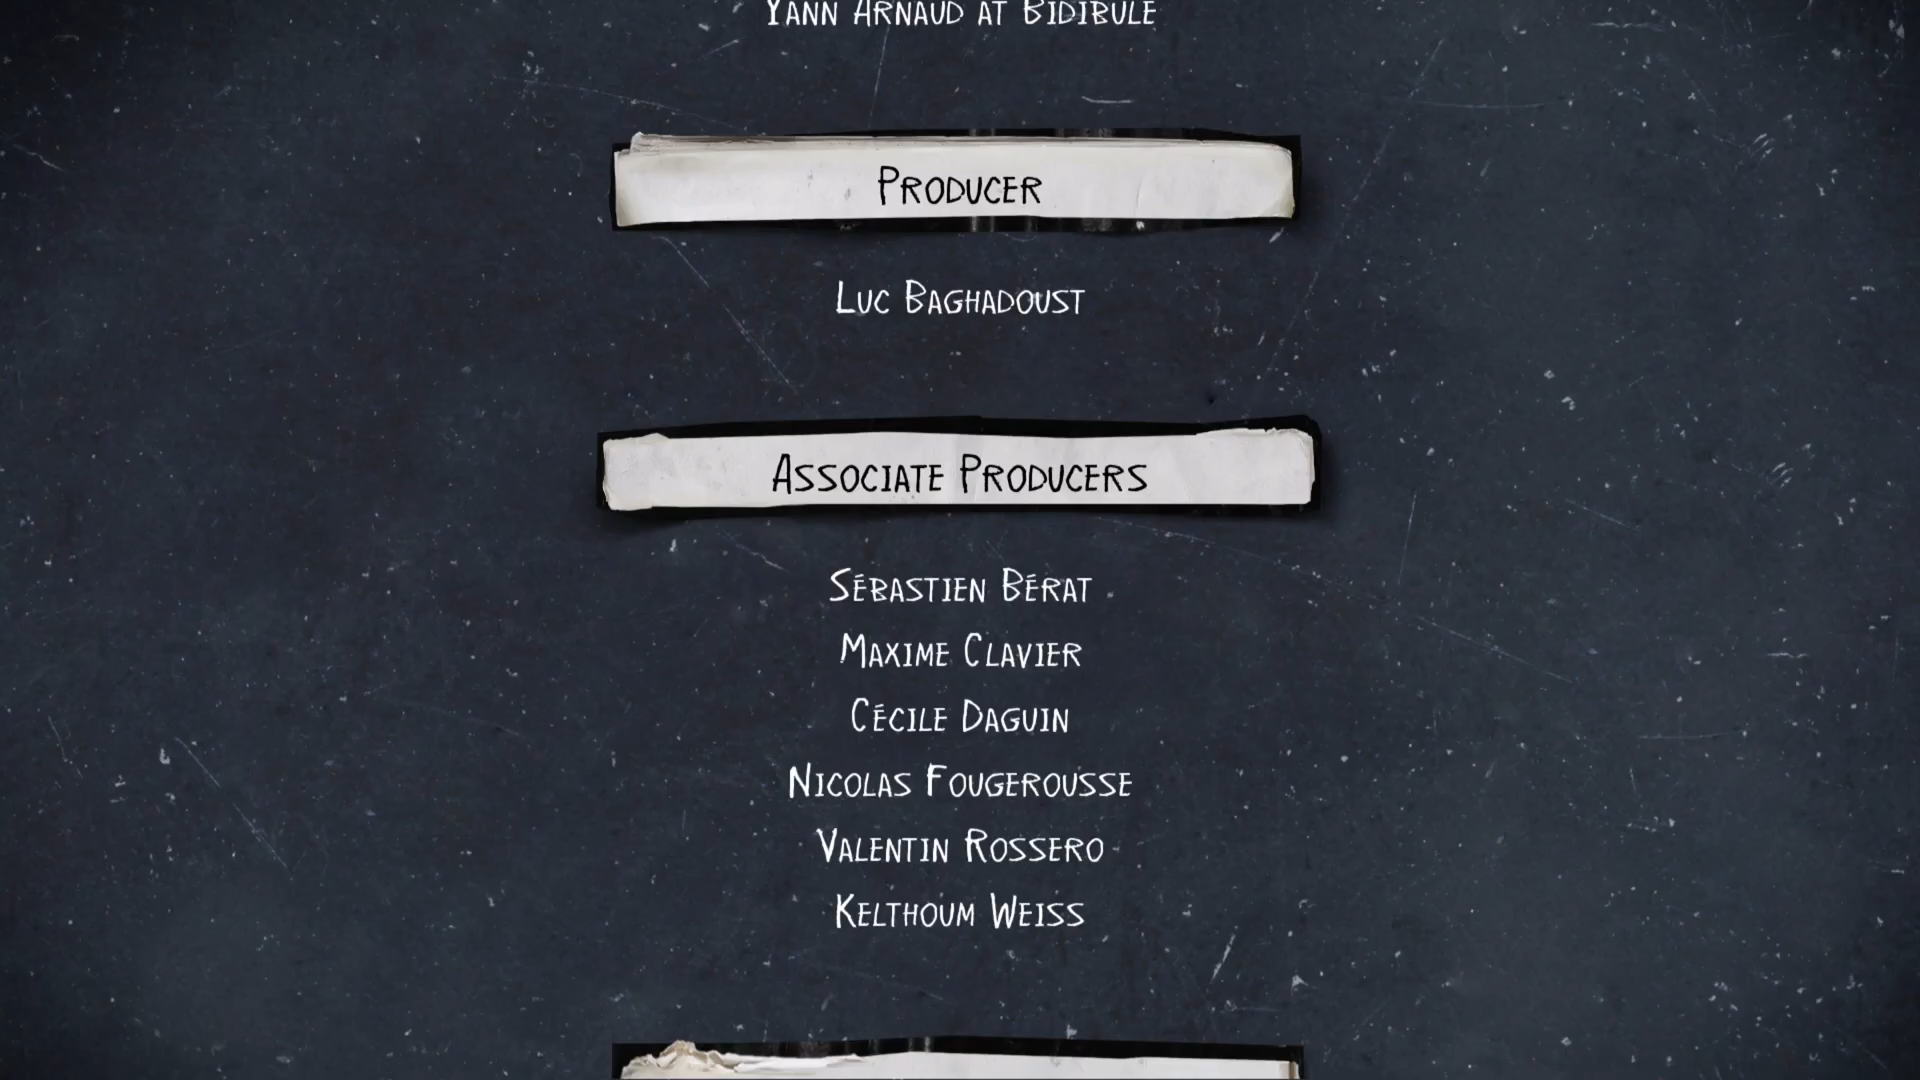 Yann Arnaud at Bidibule
Producer
Luc Baghadoust
Associate Producers
Sébastien Bérat
Maxime Clavier
Cécile Daguin
Nicolas Fougerousse
Valentin Rossero
Kelthoum Weiss